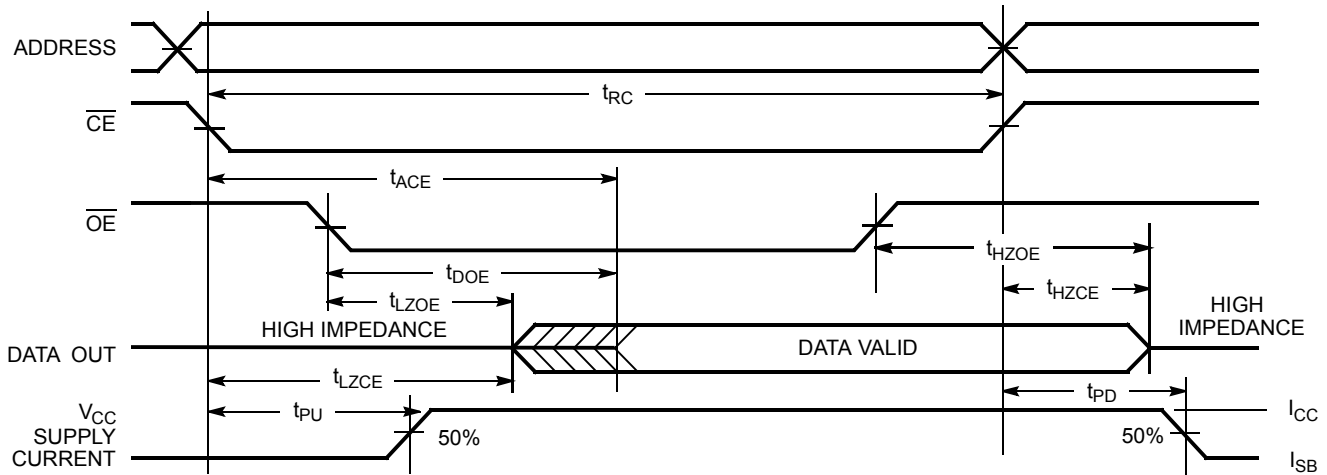 ADDRESS
tRC
CE
tACE
OE
tHZOE
tDOE
tHZCE
tLZOE
HIGH IMPEDANCE
HIGH
IMPEDANCE
DATA OUT
DATA VALID
tLZCE
tPD
tPU
VCC
SUPPLY
CURRENT
50%
50%
ICC
ISB